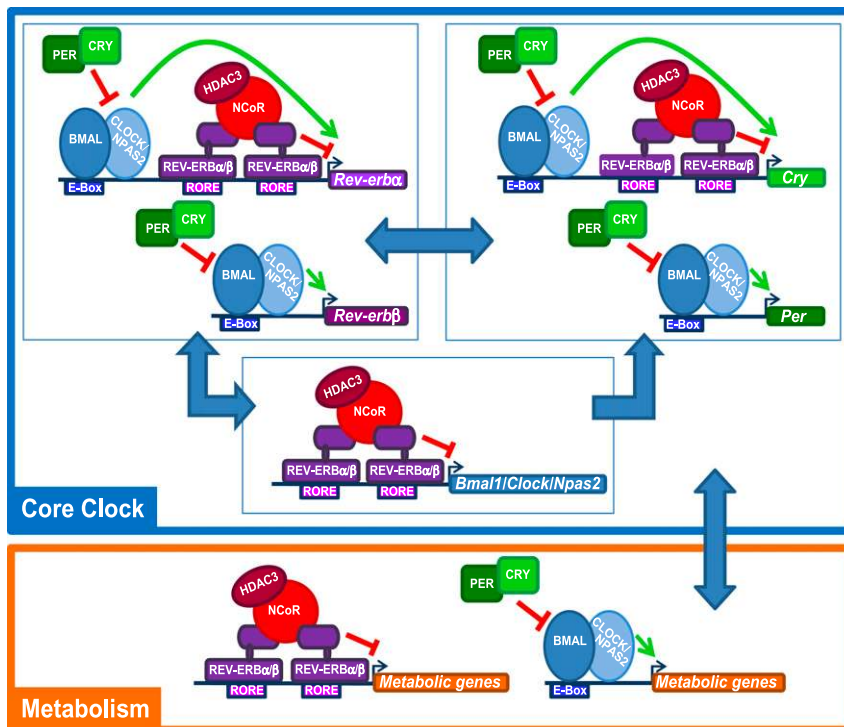 PER
CRY
HDAC3
NCoR
BMAL
CLOCK/
NPAS2
REV-ERBα/β
REV-ERBα/β
E-Box
RORE
RORE
Rev-erbα
PER
CRY
BMAL
CLOCK/
NPAS2
E-Box
Rev-erbβ
PER
CRY
HDAC3
NCoR
BMAL
CLOCK/
NPAS2
REV-ERBα/β
REV-ERBα/β
E-Box
RORE
RORE
Cry
PER
CRY
BMAL
CLOCK/
NPAS2
E-Box
Per
HDAC3
NCoR
REV-ERBα/β
REV-ERBα/β
RORE
RORE
Bmal1/Clock/Npas2
Core Clock
HDAC3
NCoR
REV-ERBα/β
REV-ERBα/β
RORE
RORE
Metabolic genes
PER
CRY
BMAL
CLOCK/
NPAS2
E-Box
Metabolic genes
Metabolism